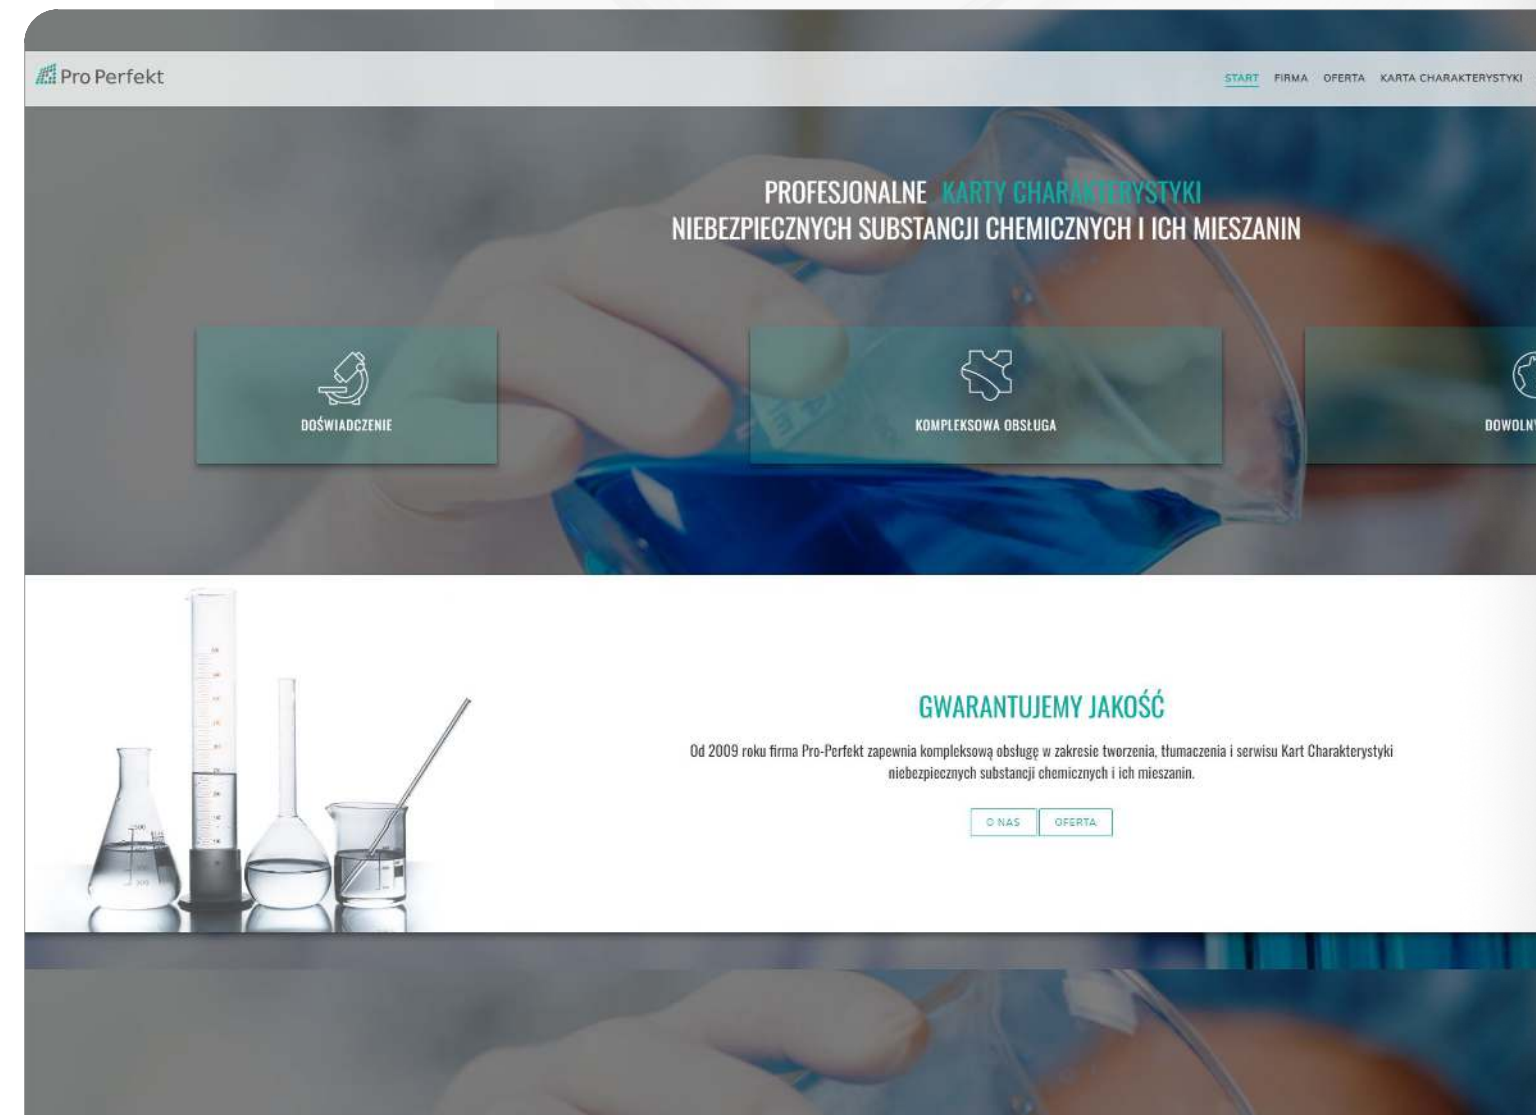 Pro Perfekt
START FIRMA OFERTA KARTA CHARAKTERYSTYKI
PROFESJONALNE KARTY CHARAKTERYSTYKI
NIEBEZPIECZNYCH SUBSTANCJI CHEMICZNYCH I ICH MIESZANIN
DOŚWIADCZENIE
KOMPLEKSOWA OBSŁUGA
GWARANTUJEMY JAKOŚĆ
Od 2009 roku firma Pro-Perfekt zapewnia kompleksową obsługę w zakresie tworzenia, tłumaczenia i serwisu Kart Charakterystyki
niebezpiecznych substancji chemicznych i ich mieszanin.
O NAS OFERTA